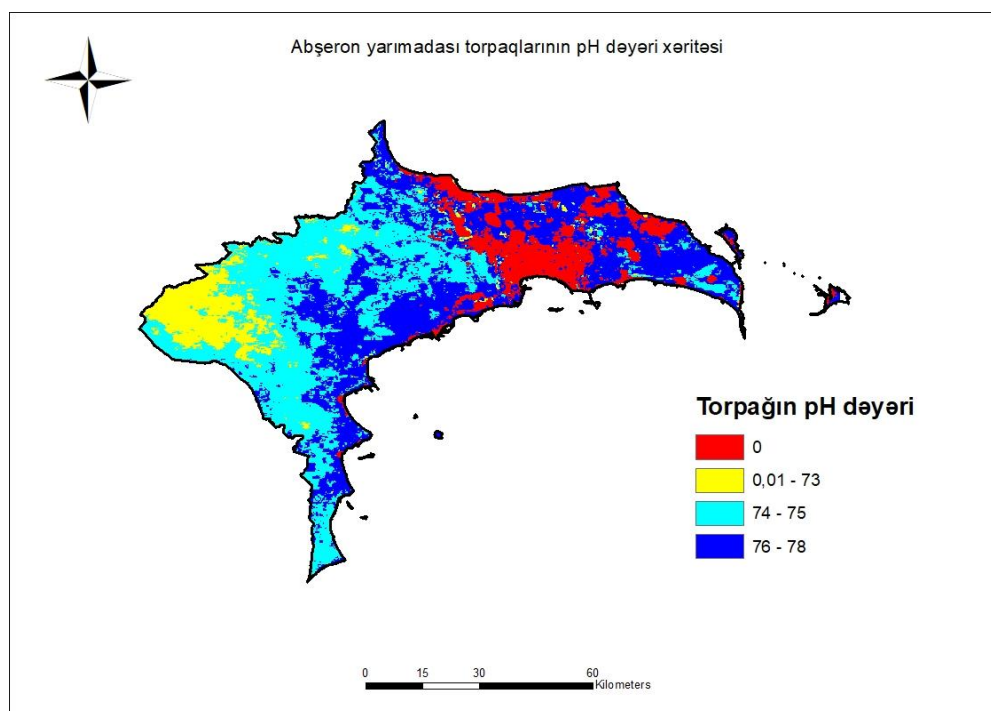 Abşeron yarımadası torpaqlarının pH dəyəri xəritəsi
Torpağın pH dəyəri
0
0,01 - 73
74 - 75
76 - 78
0 15 30 60
Kilometers